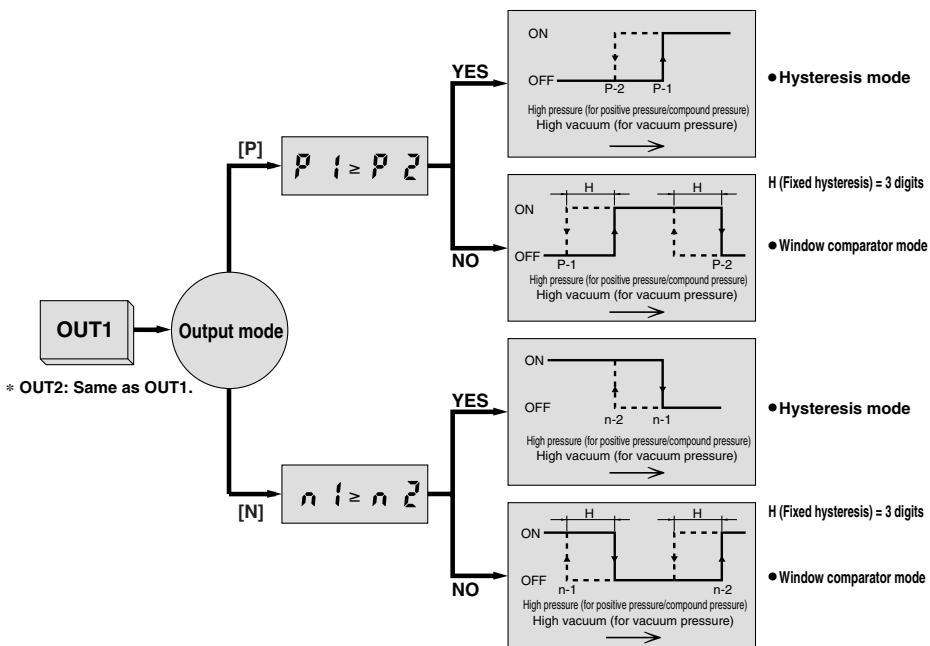 ON
OFF
P-2 P-1
High pressure (for positive pressure/compound pressure)
High vacuum (for vacuum pressure)
● Hysteresis mode
YES
[P]
P 1 ≥ P 2
NO
H (Fixed hysteresis) = 3 digits
H H
ON
OFF
P-1 P-2
High pressure (for positive pressure/compound pressure)
High vacuum (for vacuum pressure)
● Window comparator mode
OUT1
Output mode
* OUT2: Same as OUT1.
ON
OFF
n-2 n-1
High pressure (for positive pressure/compound pressure)
High vacuum (for vacuum pressure)
● Hysteresis mode
YES
[N]
n 1 ≥ n 2
NO
H (Fixed hysteresis) = 3 digits
H H
ON
OFF
n-1 n-2
High pressure (for positive pressure/compound pressure)
High vacuum (for vacuum pressure)
● Window comparator mode